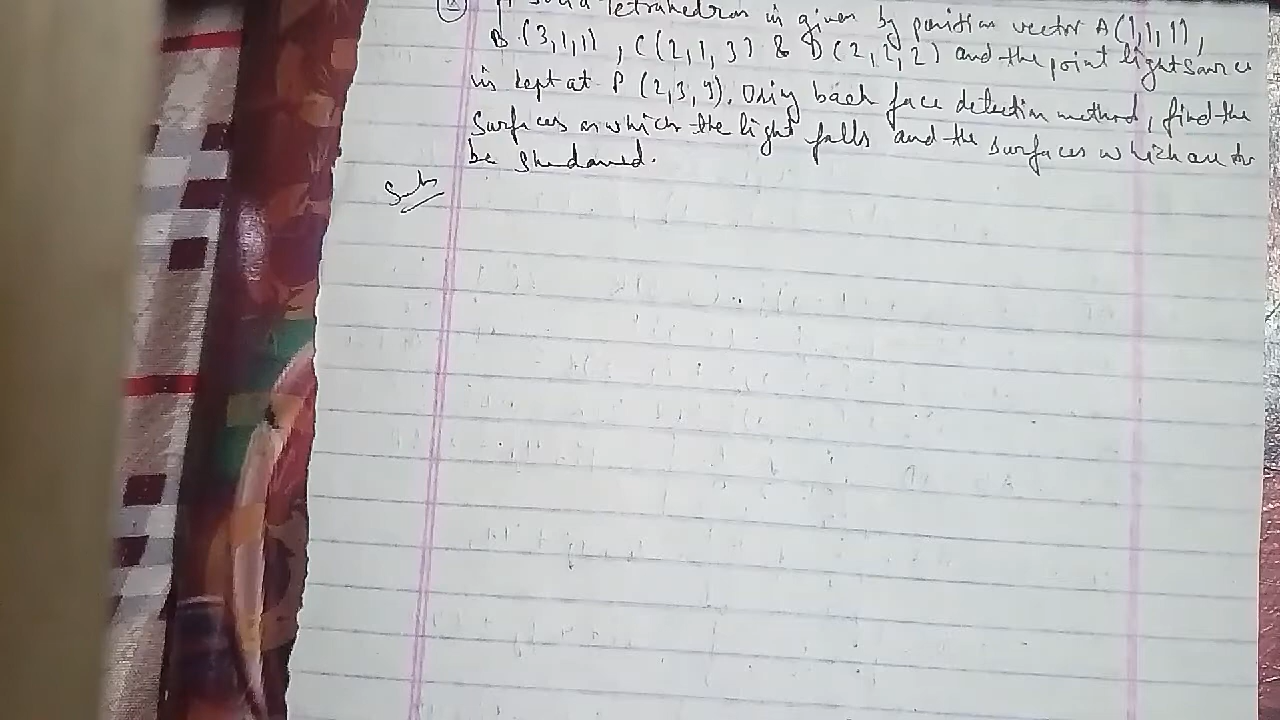 A solid tetrahedron is given by position vector A(1,1,1),
B (3,1,1), C(2,1,3) & D(2,2,2) and the point light source
is kept at P (2,3,4). Using back face detection method, find the
Surfaces on which the light falls and the surfaces which are to
be shadowed.
Soln